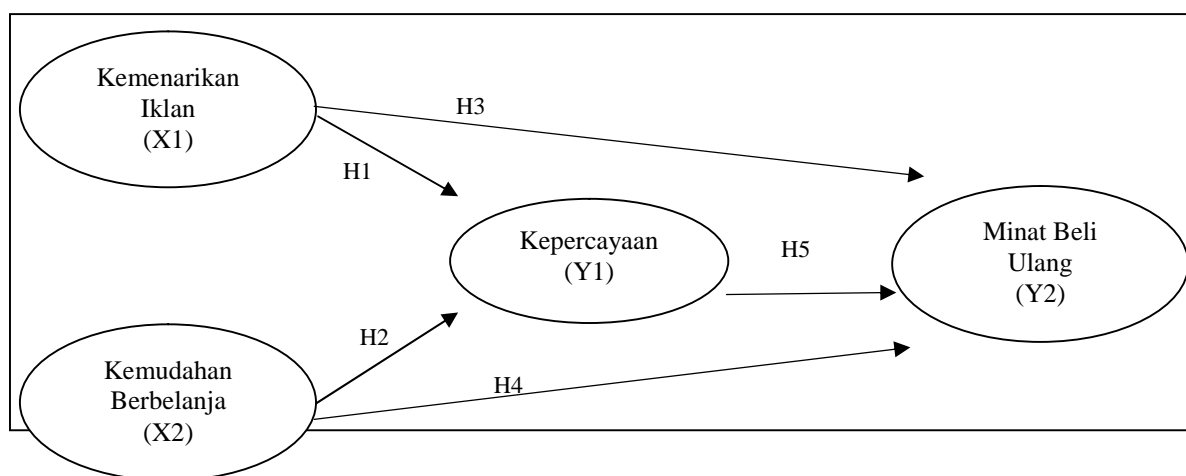 Kemenarikan
Iklan
(X1)
H3
H1
Kepercayaan
(Y1)
H5
Minat Beli
Ulang
(Y2)
H2
Kemudahan
Berbelanja
(X2)
H4